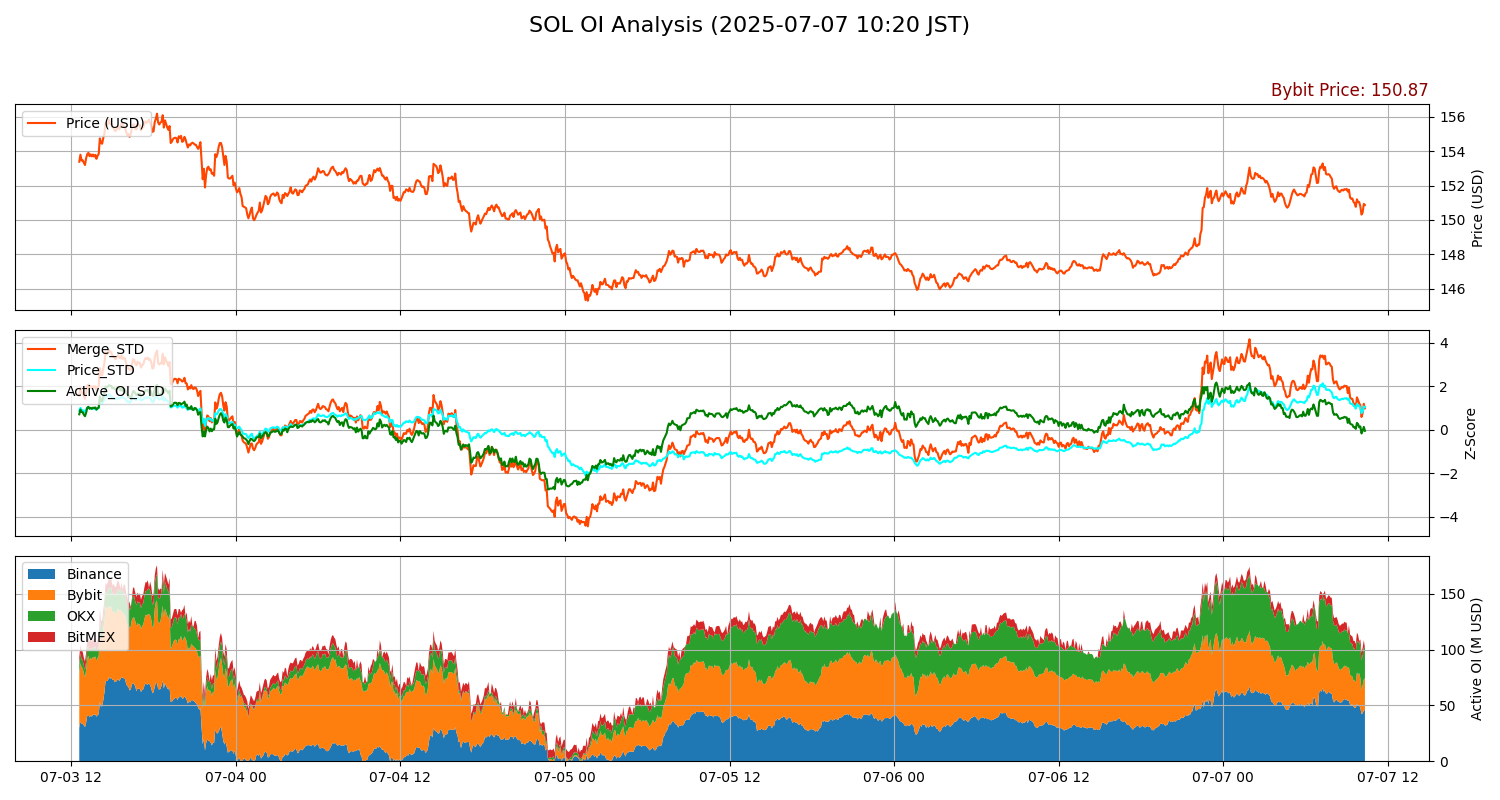 SOL OI Analysis (2025-07-07 10:20 JST)
Bybit Price: 150.87
Price (USD)
156
154
152
150
148
146
Price (USD)
Merge_STD
Price_STD
Active_OI_STD
4
2
0
−2
−4
Z-Score
Binance
Bybit
OKX
BitMEX
150
100
50
0
Active OI (M USD)
07-03 12
07-04 00
07-04 12
07-05 00
07-05 12
07-06 00
07-06 12
07-07 00
07-07 12